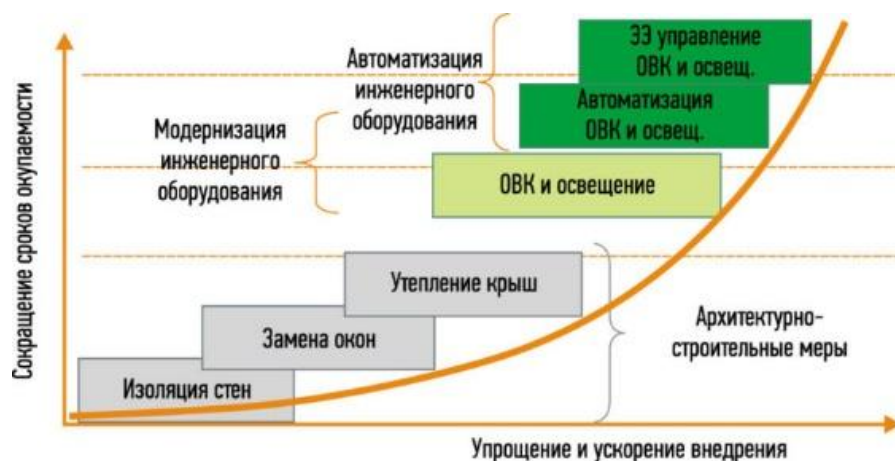 ЭЭ управление
ОВК и освещ.
Автоматизация
инженерного
оборудования
Автоматизация
ОВК и освещ.
Модернизация
инженерного
оборудования
ОВК и освещение
Утепление крыш
Замена окон
Изоляция стен
Архитектурно-
строительные меры
Сокращение сроков окупаемости
Упрощение и ускорение внедрения